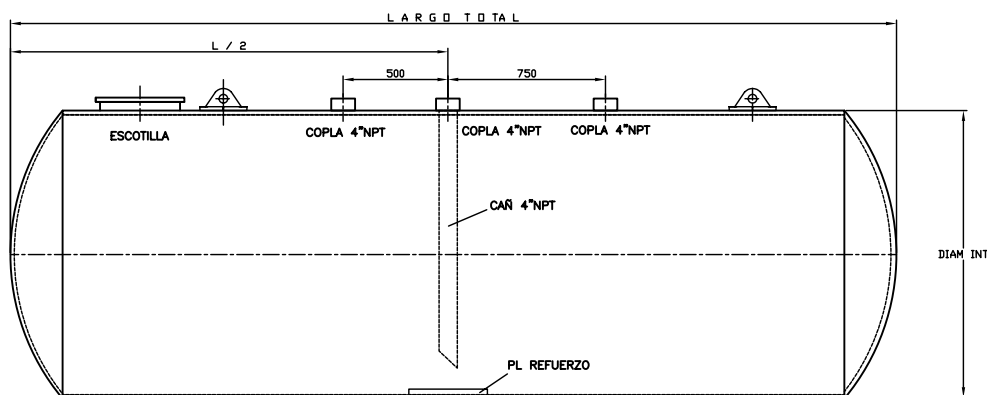 LARGO TOTAL
L / 2
500
750
ESCOTILLA
COPLA 4"NPT
COPLA 4"NPT
COPLA 4"NPT
CAÑ 4"NPT
DIAM INT
PL REFUERZO